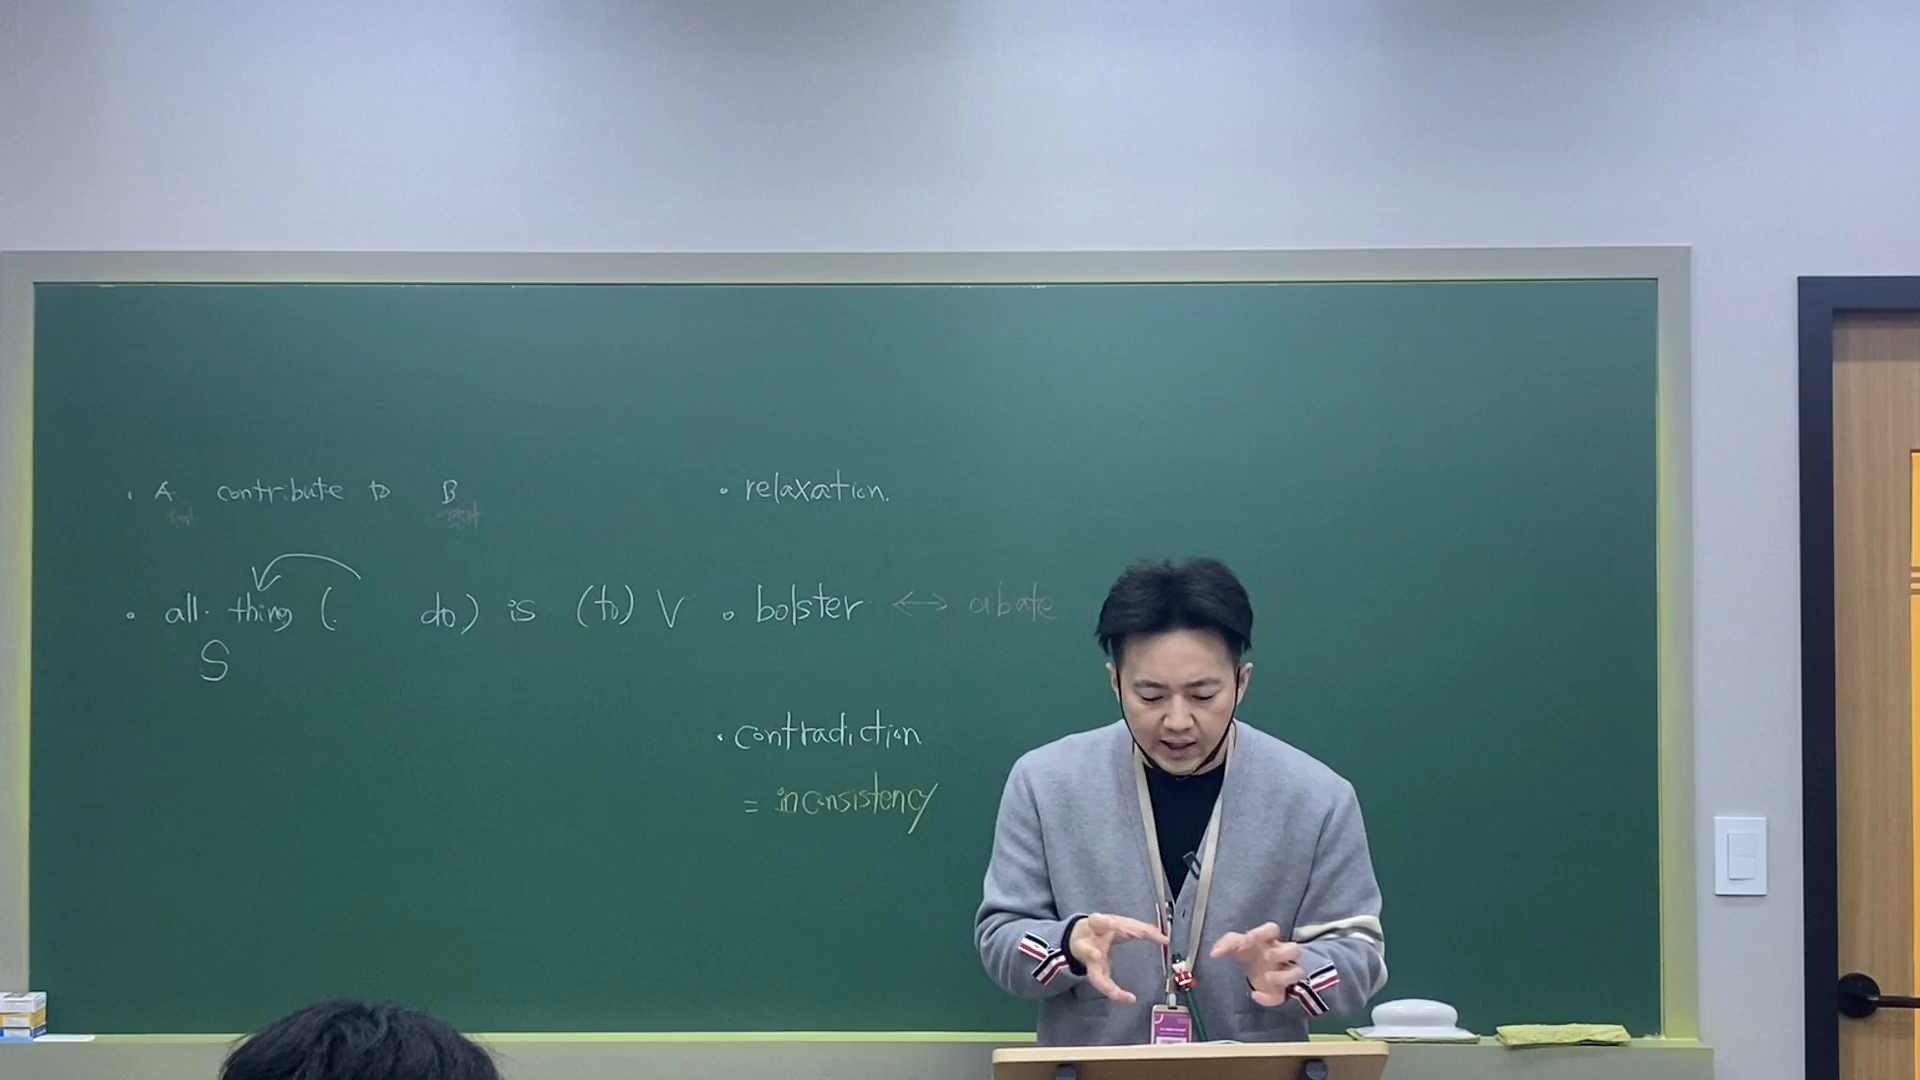 · A contribute to B
· all thing ( do) is (to) V
S
· relaxation.
· bolster ↔ abate
· contradiction
= inconsistency